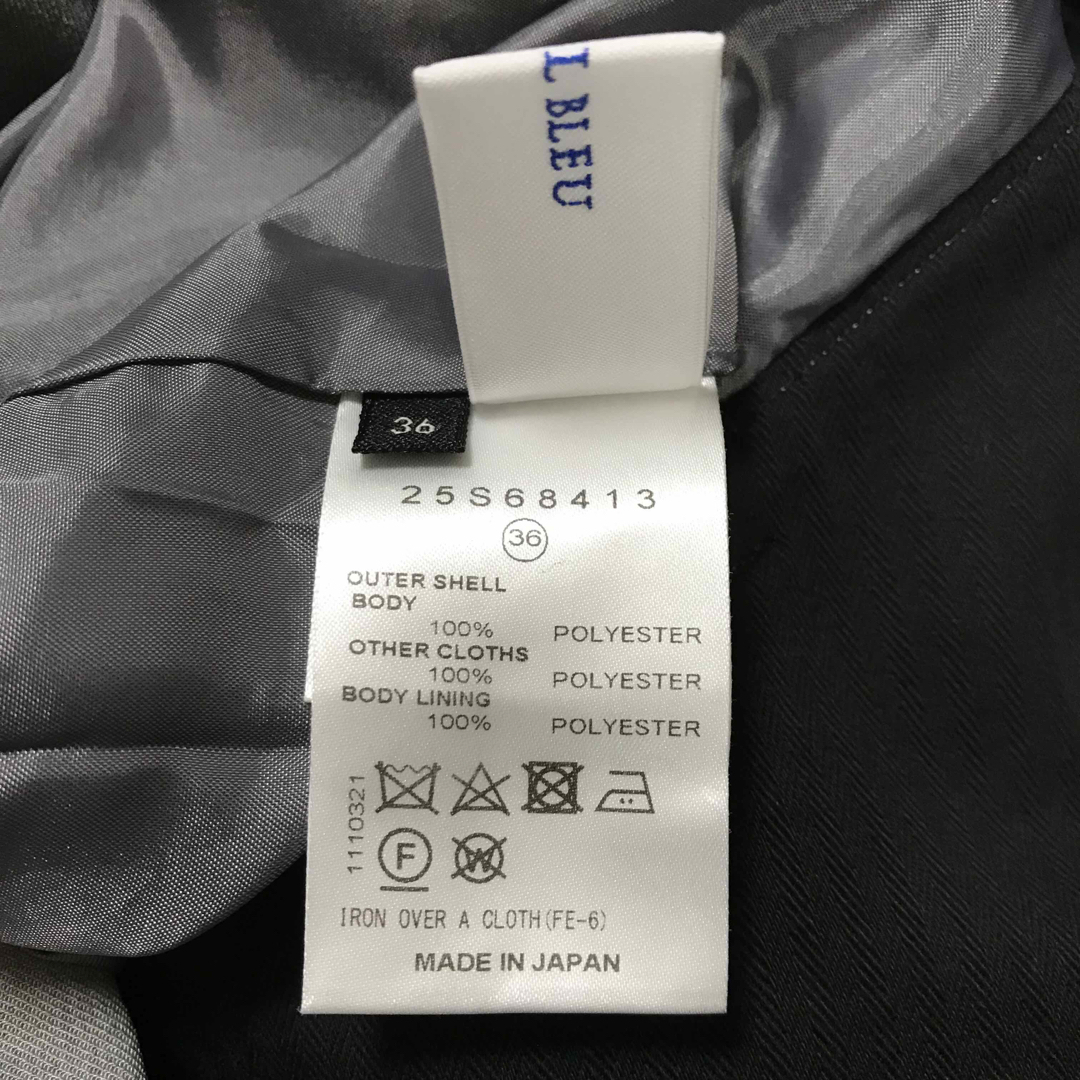 L BLEU
36
25S68413
36
OUTER SHELL
BODY
100% POLYESTER
OTHER CLOTHS
100% POLYESTER
BODY LINING
100% POLYESTER
1110321
F
W
IRON OVER A CLOTH(FE-6)
MADE IN JAPAN